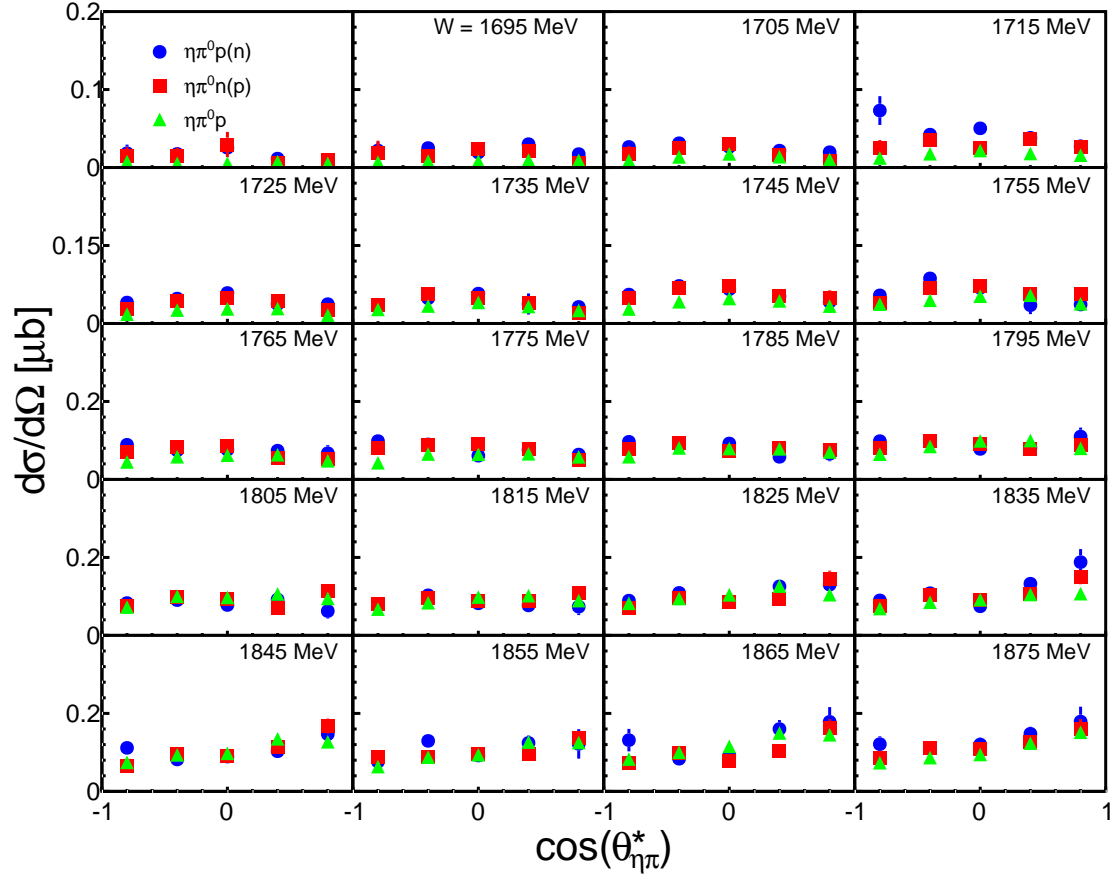 0.2
W = 1695 MeV
1705 MeV
1715 MeV
ηπ⁰p(n)
ηπ⁰n(p)
ηπ⁰p
0.1
0
1725 MeV
1735 MeV
1745 MeV
1755 MeV
0.15
0
1765 MeV
1775 MeV
1785 MeV
1795 MeV
0.2
0
1805 MeV
1815 MeV
1825 MeV
1835 MeV
0.2
0
1845 MeV
1855 MeV
1865 MeV
1875 MeV
0.2
0
-1 0 -1 0 -1 0 -1 0 1
dσ/dΩ [μb]
cos(θ*ηπ)